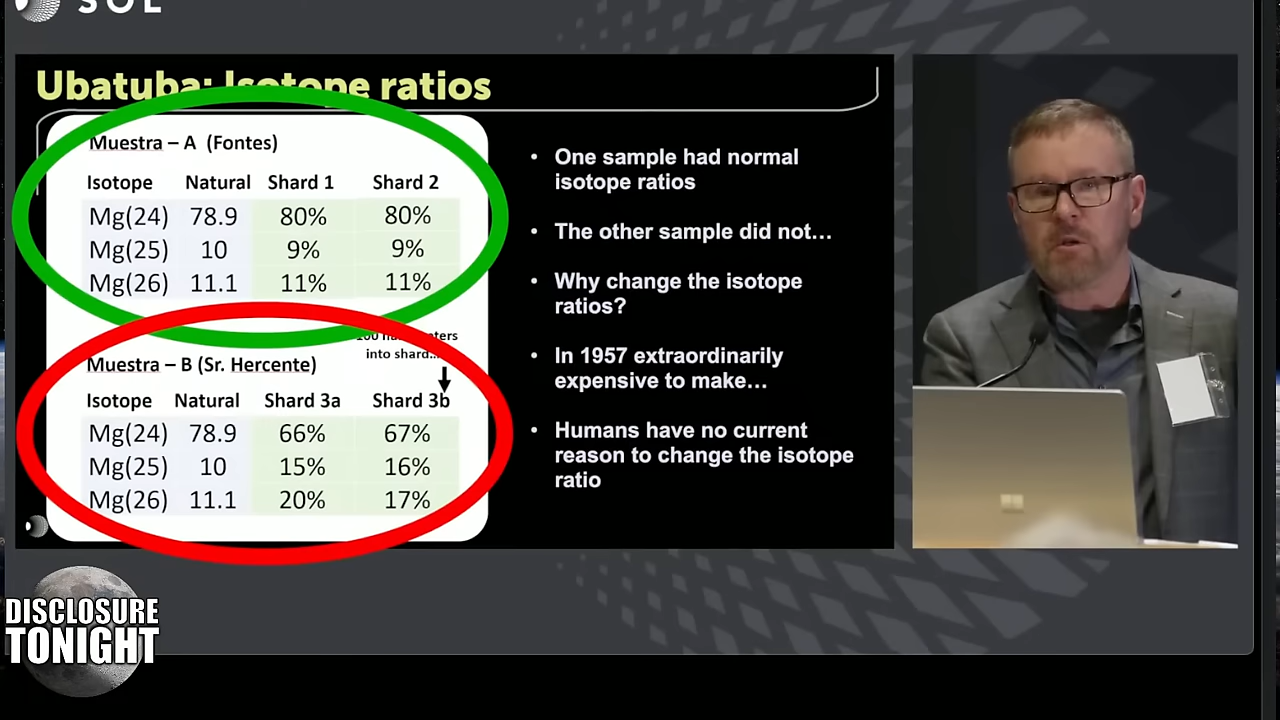 SOL
Ubatuba: Isotope ratios
Muestra – A (Fontes)
Isotope Natural Shard 1 Shard 2
Mg(24) 78.9 80% 80%
Mg(25) 10 9% 9%
Mg(26) 11.1 11% 11%
into shard...
Muestra – B (Sr. Hercente)
Isotope Natural Shard 3a Shard 3b
Mg(24) 78.9 66% 67%
Mg(25) 10 15% 16%
Mg(26) 11.1 20% 17%
• One sample had normal
isotope ratios
• The other sample did not…
• Why change the isotope
ratios?
• In 1957 extraordinarily
expensive to make…
• Humans have no current
reason to change the isotope
ratio
DISCLOSURE
TONIGHT